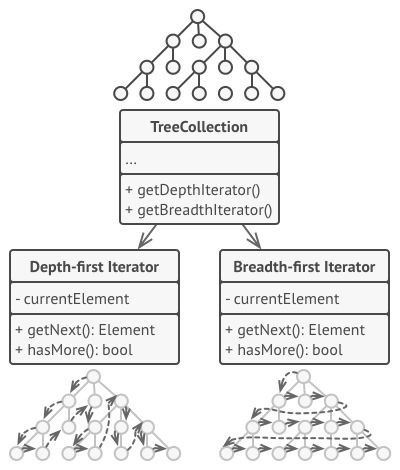 TreeCollection
...
+ getDepthIterator()
+ getBreadthIterator()
Depth-first Iterator
- currentElement
+ getNext(): Element
+ hasMore(): bool
Breadth-first Iterator
- currentElement
+ getNext(): Element
+ hasMore(): bool